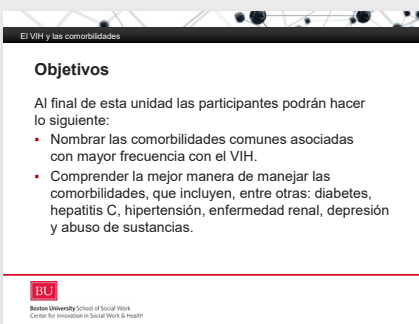 El VIH y las comorbilidades
Objetivos
Al final de esta unidad las participantes podrán hacer
lo siguiente:
▪ Nombrar las comorbilidades comunes asociadas
con mayor frecuencia con el VIH.
▪ Comprender la mejor manera de manejar las
comorbilidades, que incluyen, entre otras: diabetes,
hepatitis C, hipertensión, enfermedad renal, depresión
y abuso de sustancias.
BU
Boston University School of Social Work
Center for Innovation in Social Work & Health